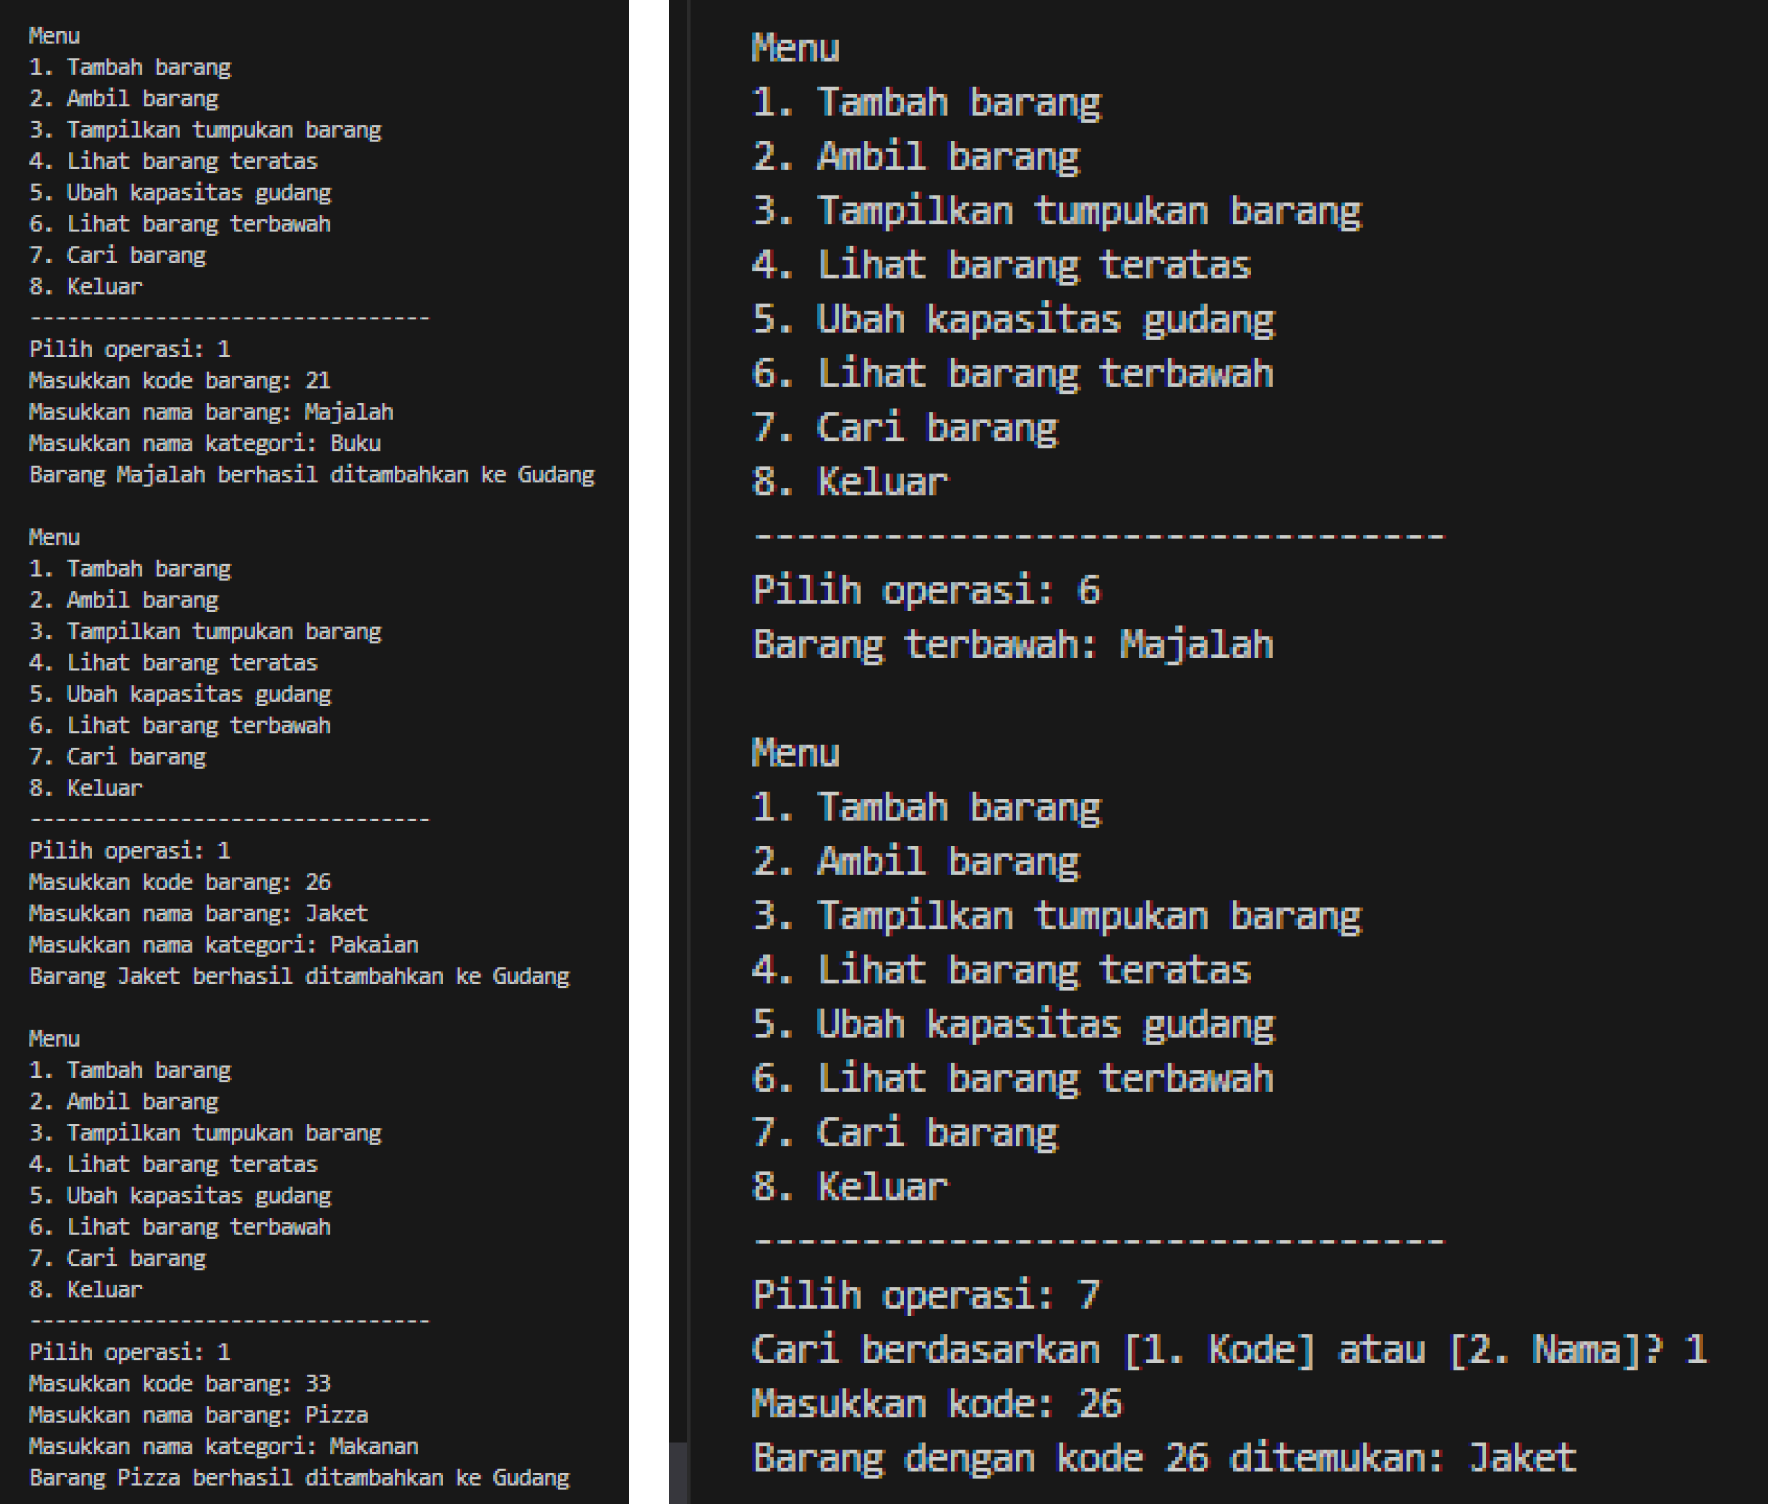 Menu
1. Tambah barang
2. Ambil barang
3. Tampilkan tumpukan barang
4. Lihat barang teratas
5. Ubah kapasitas gudang
6. Lihat barang terbawah
7. Cari barang
8. Keluar
--------------------------------
Pilih operasi: 1
Masukkan kode barang: 21
Masukkan nama barang: Majalah
Masukkan nama kategori: Buku
Barang Majalah berhasil ditambahkan ke Gudang
Menu
1. Tambah barang
2. Ambil barang
3. Tampilkan tumpukan barang
4. Lihat barang teratas
5. Ubah kapasitas gudang
6. Lihat barang terbawah
7. Cari barang
8. Keluar
--------------------------------
Pilih operasi: 1
Masukkan kode barang: 26
Masukkan nama barang: Jaket
Masukkan nama kategori: Pakaian
Barang Jaket berhasil ditambahkan ke Gudang
Menu
1. Tambah barang
2. Ambil barang
3. Tampilkan tumpukan barang
4. Lihat barang teratas
5. Ubah kapasitas gudang
6. Lihat barang terbawah
7. Cari barang
8. Keluar
--------------------------------
Pilih operasi: 1
Masukkan kode barang: 33
Masukkan nama barang: Pizza
Masukkan nama kategori: Makanan
Barang Pizza berhasil ditambahkan ke Gudang
Menu
1. Tambah barang
2. Ambil barang
3. Tampilkan tumpukan barang
4. Lihat barang teratas
5. Ubah kapasitas gudang
6. Lihat barang terbawah
7. Cari barang
8. Keluar
--------------------------------
Pilih operasi: 6
Barang terbawah: Majalah
Menu
1. Tambah barang
2. Ambil barang
3. Tampilkan tumpukan barang
4. Lihat barang teratas
5. Ubah kapasitas gudang
6. Lihat barang terbawah
7. Cari barang
8. Keluar
--------------------------------
Pilih operasi: 7
Cari berdasarkan [1. Kode] atau [2. Nama]? 1
Masukkan kode: 26
Barang dengan kode 26 ditemukan: Jaket